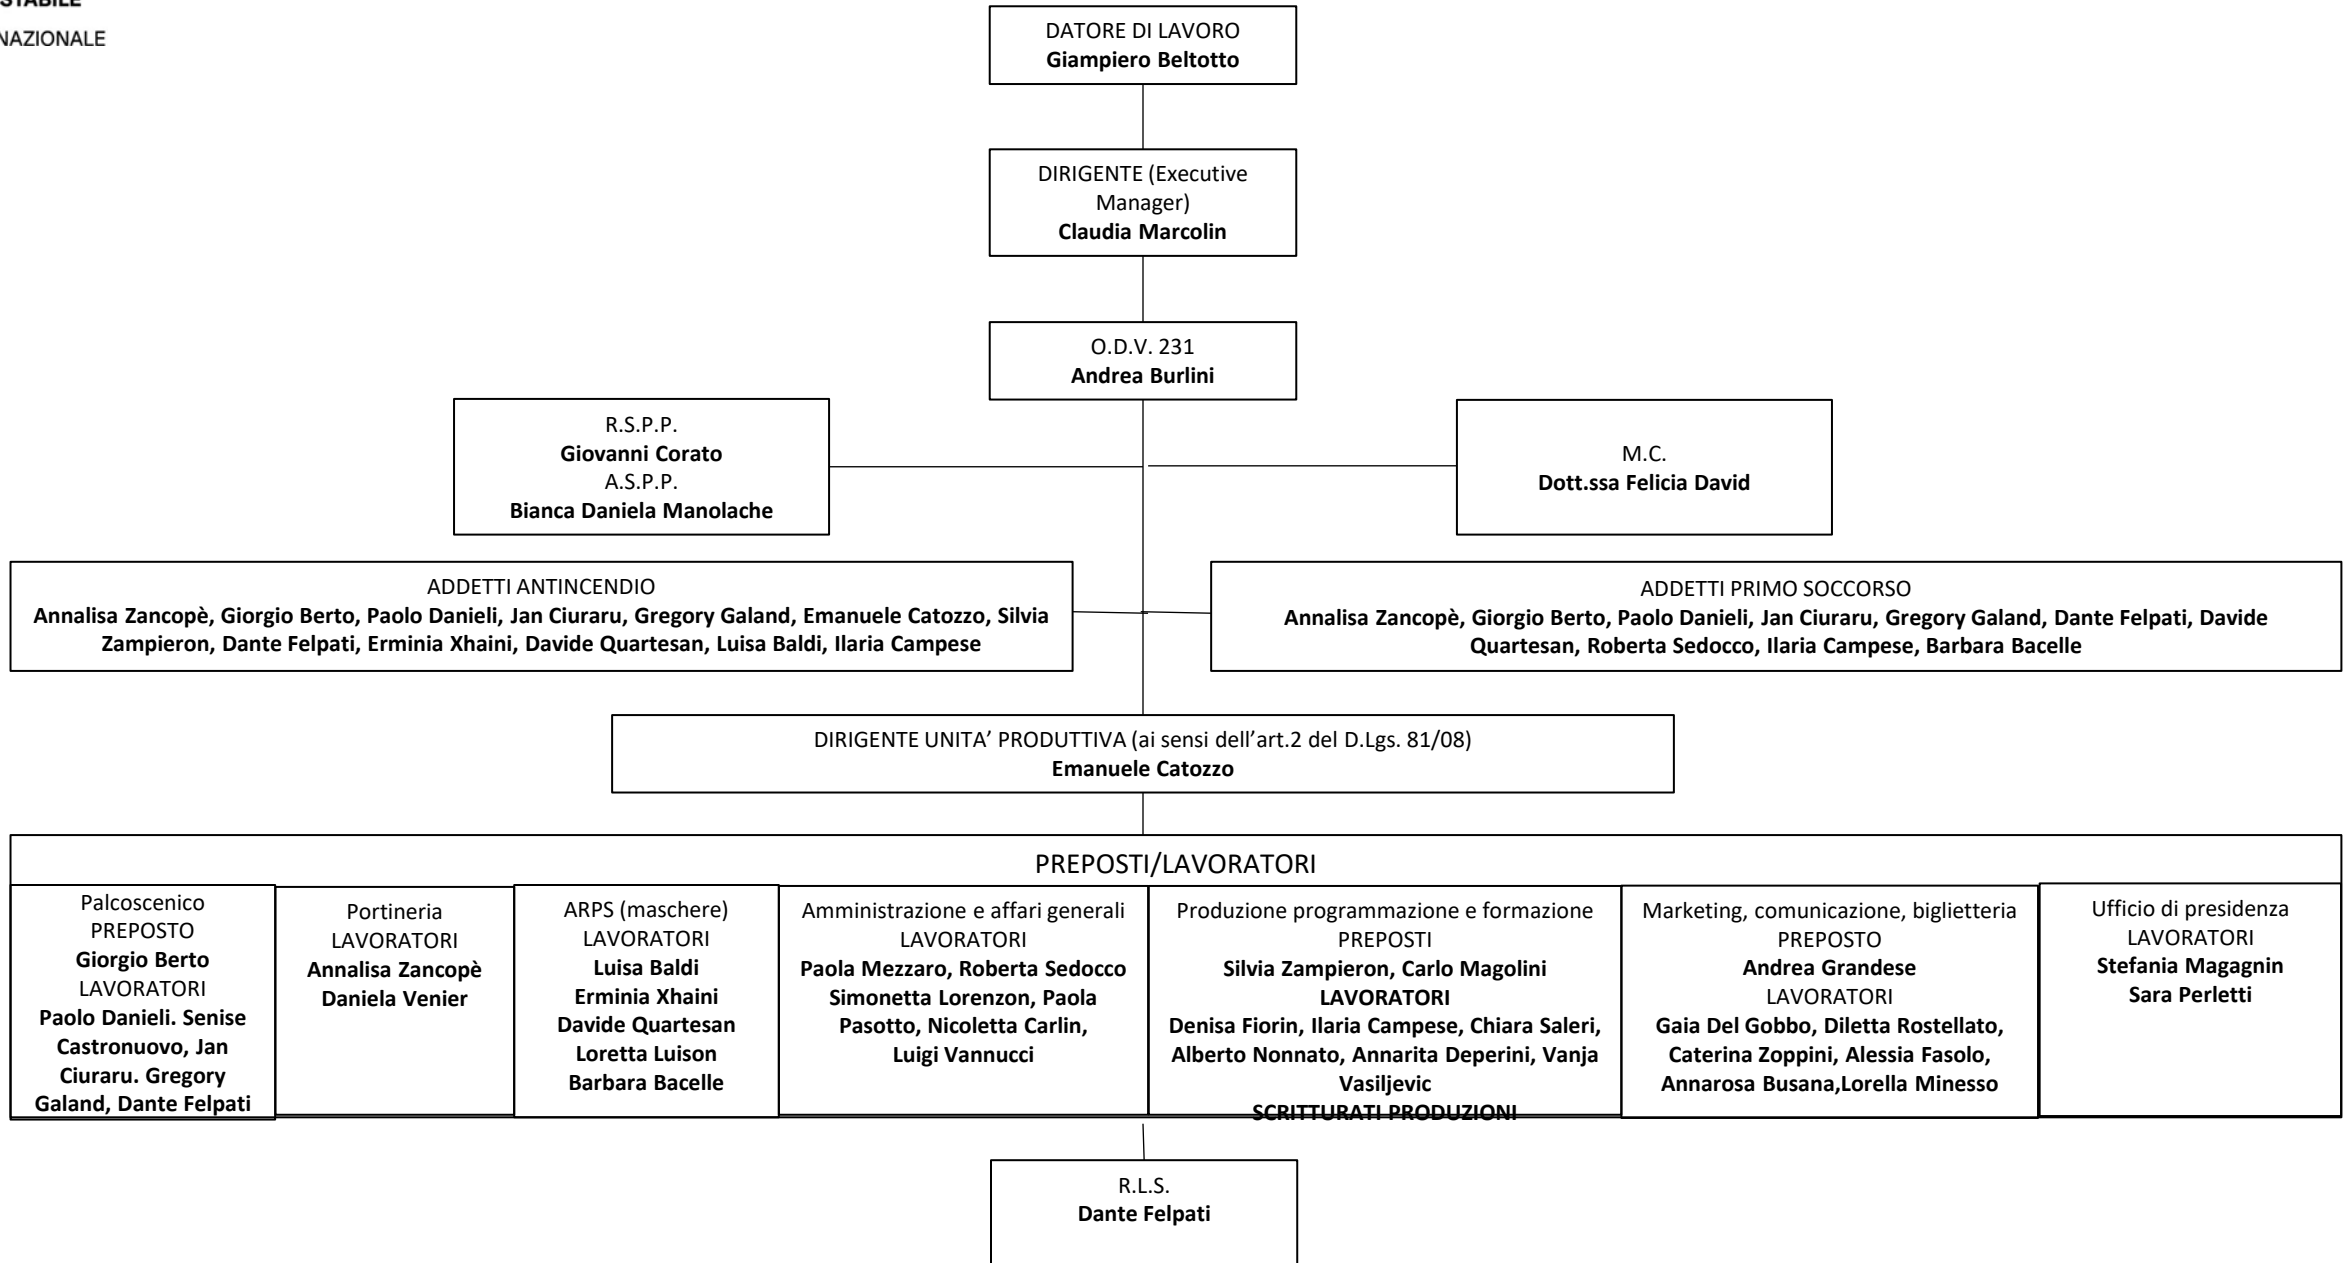 STABILE
NAZIONALE
DATORE DI LAVORO
Giampiero Beltotto
DIRIGENTE (Executive
Manager)
Claudia Marcolin
O.D.V. 231
Andrea Burlini
R.S.P.P.
Giovanni Corato
A.S.P.P.
Bianca Daniela Manolache
M.C.
Dott.ssa Felicia David
ADDETTI ANTINCENDIO
Annalisa Zancopè, Giorgio Berto, Paolo Danieli, Jan Ciuraru, Gregory Galand, Emanuele Catozzo, Silvia
Zampieron, Dante Felpati, Erminia Xhaini, Davide Quartesan, Luisa Baldi, Ilaria Campese
ADDETTI PRIMO SOCCORSO
Annalisa Zancopè, Giorgio Berto, Paolo Danieli, Jan Ciuraru, Gregory Galand, Dante Felpati, Davide
Quartesan, Roberta Sedocco, Ilaria Campese, Barbara Bacelle
DIRIGENTE UNITA’ PRODUTTIVA (ai sensi dell’art.2 del D.Lgs. 81/08)
Emanuele Catozzo
PREPOSTI/LAVORATORI
Palcoscenico
PREPOSTO
Giorgio Berto
LAVORATORI
Paolo Danieli. Senise
Castronuovo, Jan
Ciuraru. Gregory
Galand, Dante Felpati
Portineria
LAVORATORI
Annalisa Zancopè
Daniela Venier
ARPS (maschere)
LAVORATORI
Luisa Baldi
Erminia Xhaini
Davide Quartesan
Loretta Luison
Barbara Bacelle
Amministrazione e affari generali
LAVORATORI
Paola Mezzaro, Roberta Sedocco
Simonetta Lorenzon, Paola
Pasotto, Nicoletta Carlin,
Luigi Vannucci
Produzione programmazione e formazione
PREPOSTI
Silvia Zampieron, Carlo Magolini
LAVORATORI
Denisa Fiorin, Ilaria Campese, Chiara Saleri,
Alberto Nonnato, Annarita Deperini, Vanja
Vasiljevic
SCRITTURATI PRODUZIONI
Marketing, comunicazione, biglietteria
PREPOSTO
Andrea Grandese
LAVORATORI
Gaia Del Gobbo, Diletta Rostellato,
Caterina Zoppini, Alessia Fasolo,
Annarosa Busana,Lorella Minesso
Ufficio di presidenza
LAVORATORI
Stefania Magagnin
Sara Perletti
R.L.S.
Dante Felpati